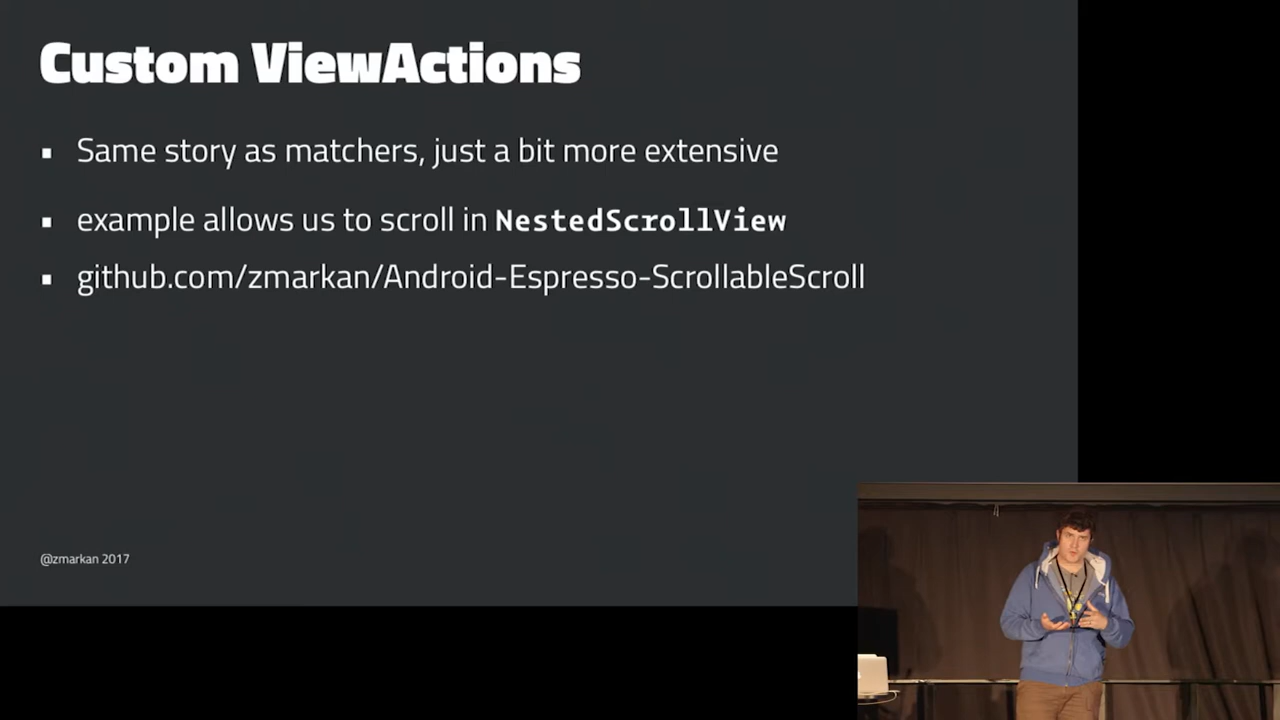 Custom ViewActions
▪ Same story as matchers, just a bit more extensive
▪ example allows us to scroll in NestedScrollView
▪ github.com/zmarkan/Android-Espresso-ScrollableScroll
@zmarkan 2017